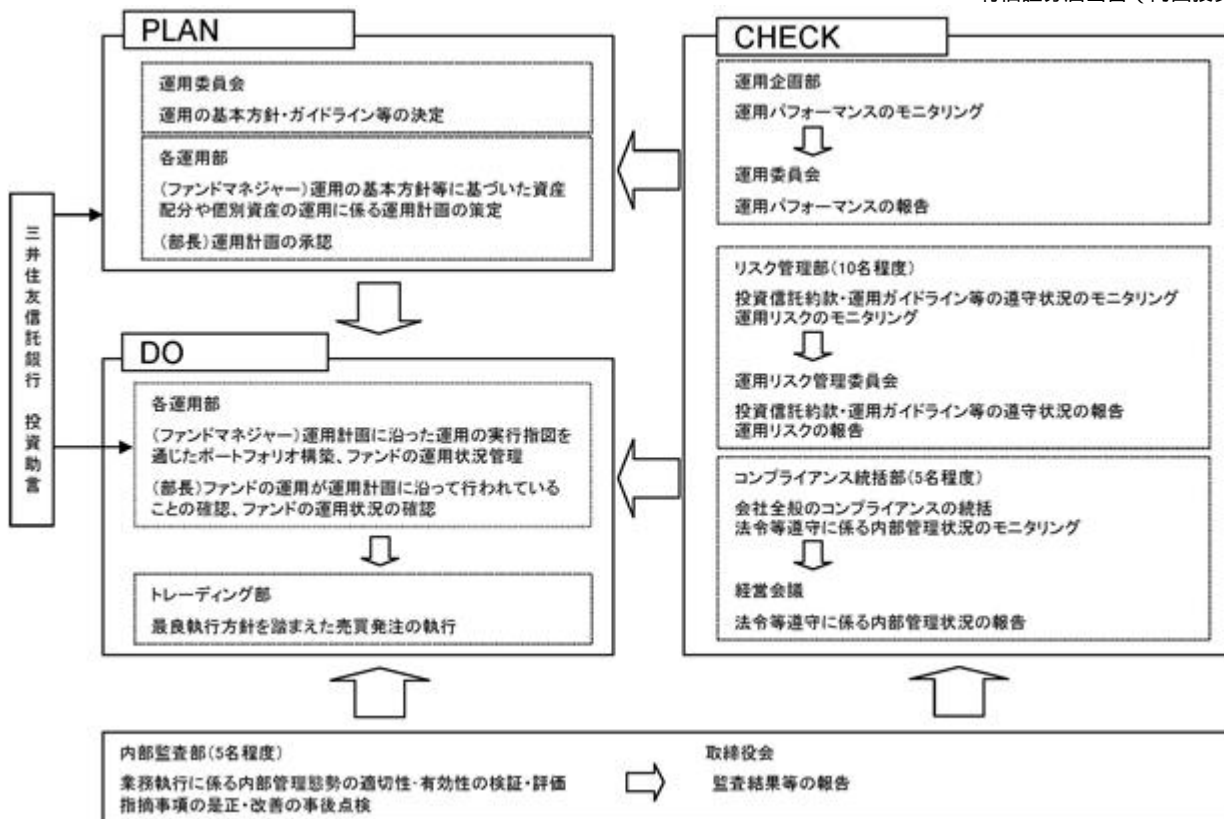 PLAN
運用委員会
運用の基本方針・ガイドライン等の決定
各運用部
(ファンドマネジャー)運用の基本方針等に基づいた資産
配分や個別資産の運用に係る運用計画の策定
(部長)運用計画の承認
三井住友信託銀行 投資助言
DO
各運用部
(ファンドマネジャー)運用計画に沿った運用の実行指図を
通じたポートフォリオ構築、ファンドの運用状況管理
(部長)ファンドの運用が運用計画に沿って行われている
ことの確認、ファンドの運用状況の確認
トレーディング部
最良執行方針を踏まえた売買発注の執行
CHECK
運用企画部
運用パフォーマンスのモニタリング
運用委員会
運用パフォーマンスの報告
リスク管理部(10名程度)
投資信託約款・運用ガイドライン等の遵守状況のモニタリング
運用リスクのモニタリング
運用リスク管理委員会
投資信託約款・運用ガイドライン等の遵守状況の報告
運用リスクの報告
コンプライアンス統括部(5名程度)
会社全般のコンプライアンスの統括
法令等遵守に係る内部管理状況のモニタリング
経営会議
法令等遵守に係る内部管理状況の報告
内部監査部(5名程度)
業務執行に係る内部管理態勢の適切性・有効性の検証・評価
指摘事項の是正・改善の事後点検
取締役会
監査結果等の報告